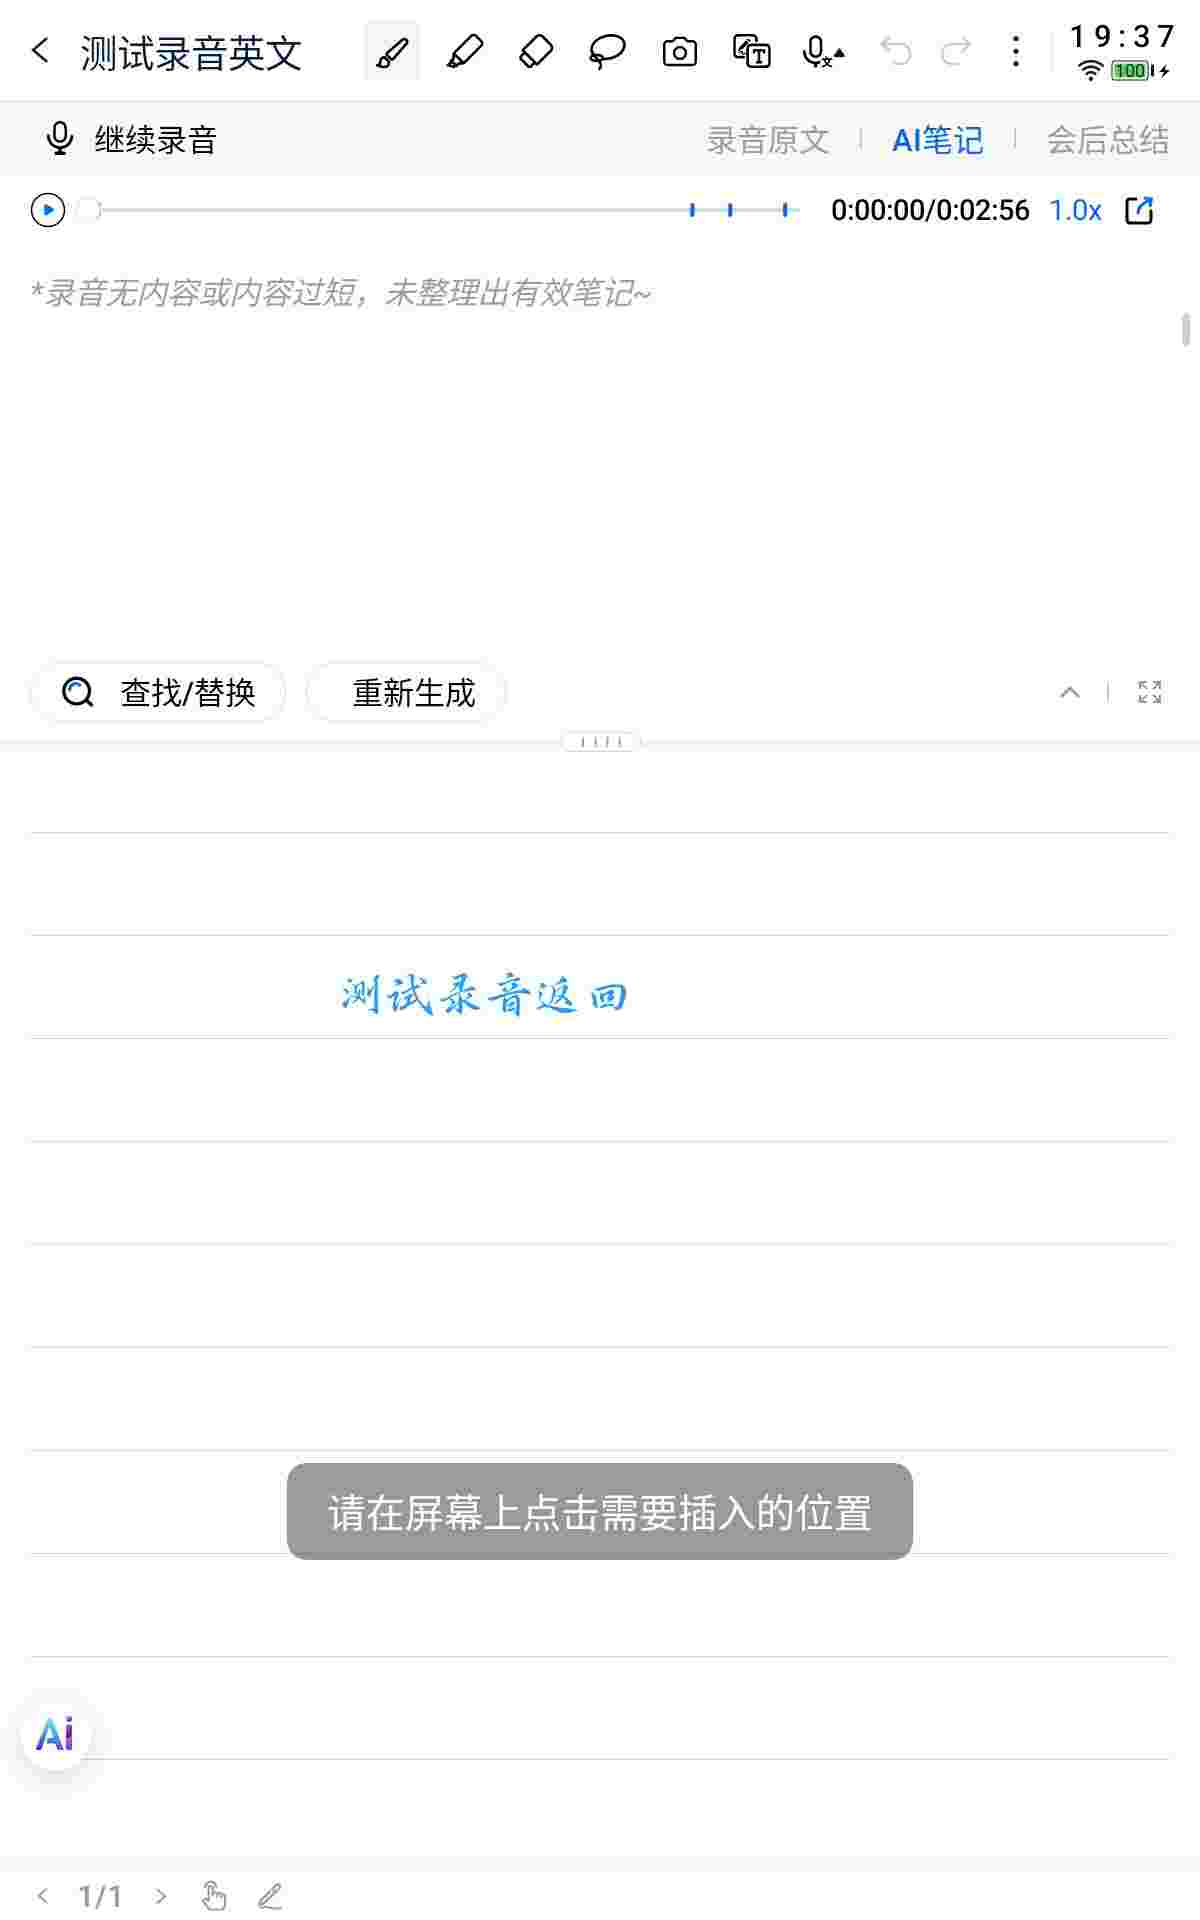 测试录音英文
19:37
100
继续录音
录音原文
AI笔记
会后总结
0:00:00/0:02:56
1.0x
*录音无内容或内容过短，未整理出有效笔记~
查找/替换
重新生成
测试录音返回
请在屏幕上点击需要插入的位置
Ai
1/1